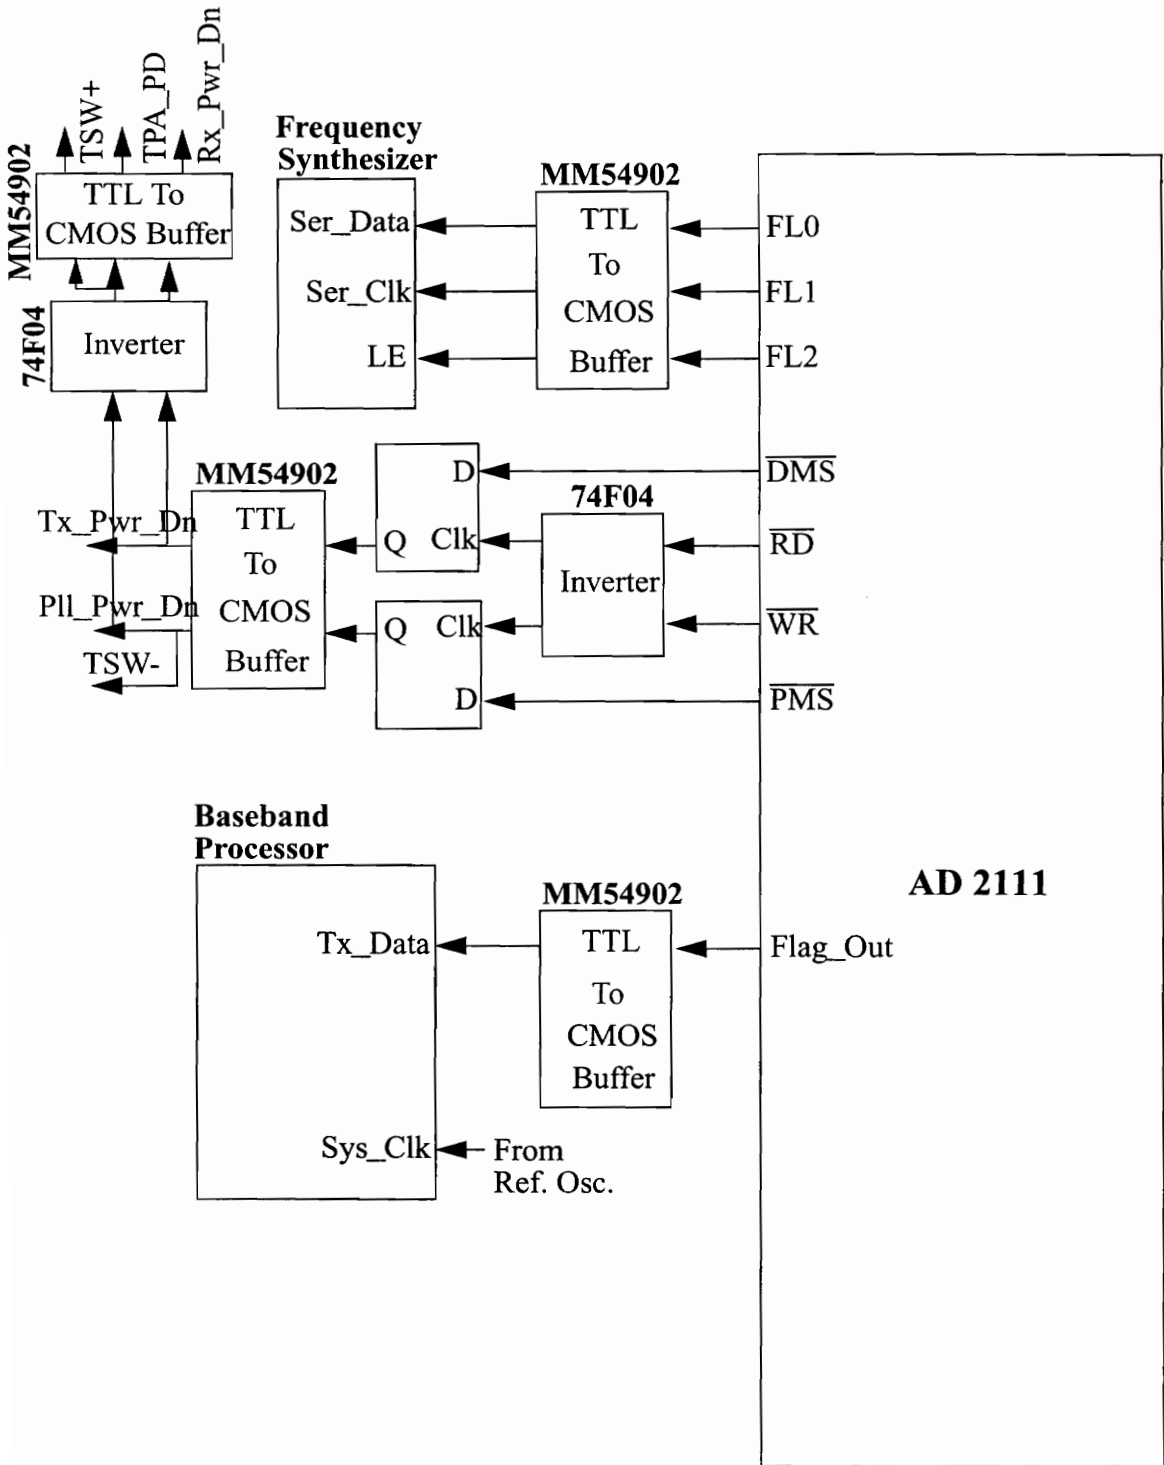 TSW+
TPA_PD
Rx_Pwr_Dn
MM54902
TTL To
CMOS Buffer
74F04
Inverter
Frequency
Synthesizer
Ser_Data
Ser_Clk
LE
MM54902
TTL
To
CMOS
Buffer
FL0
FL1
FL2
MM54902
TTL
To
CMOS
Buffer
Tx_Pwr_Dn
Pll_Pwr_Dn
TSW-
D
Q Clk
Q Clk
D
74F04
Inverter
DMS
RD
WR
PMS
Baseband
Processor
Tx_Data
Sys_Clk
MM54902
TTL
To
CMOS
Buffer
Flag_Out
From
Ref. Osc.
AD 2111